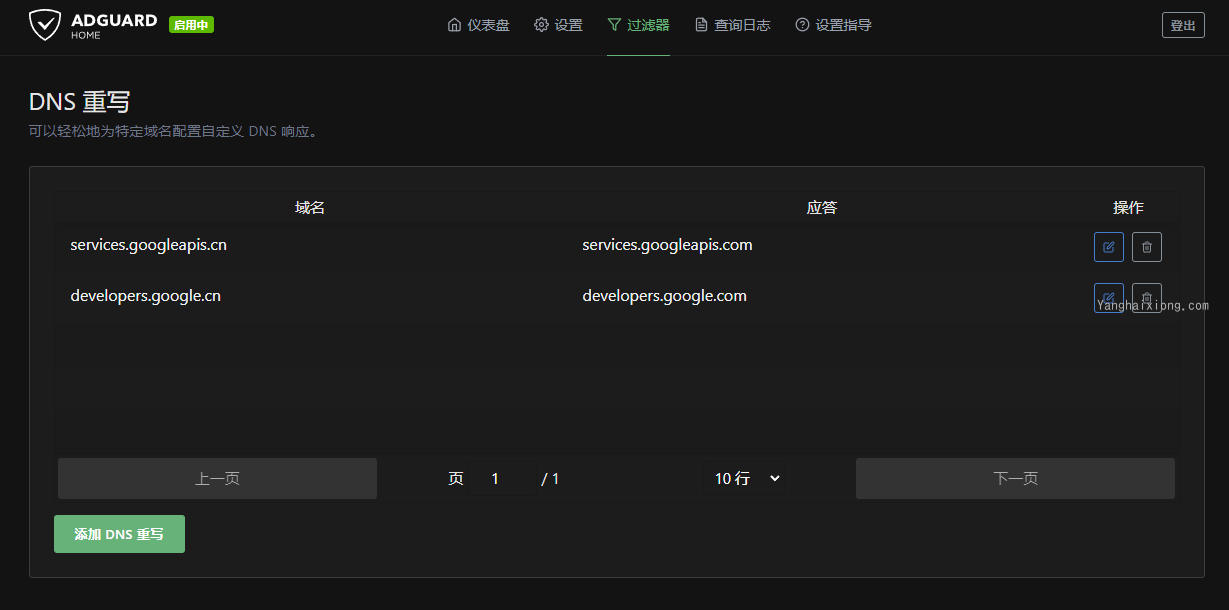 ADGUARD 启用中 仪表盘 设置 过滤器 查询日志 设置指导 登出
HOME
DNS 重写
可以轻松地为特定域名配置自定义 DNS 响应。
域名 应答 操作
services.googleapis.cn services.googleapis.com
developers.google.cn developers.google.com
Yanghaixiong.com
上一页 页 1 / 1 10 行 下一页
添加 DNS 重写